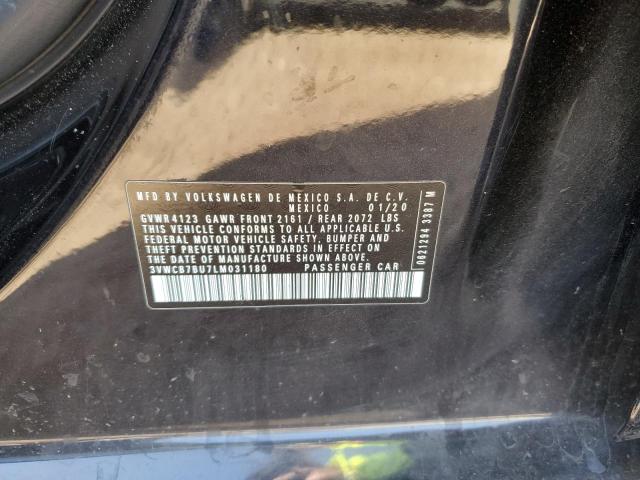 MFD BY VOLKSWAGEN DE MEXICO S.A. DE C.V.
MEXICO 01/20
GVWR 4123 GAWR FRONT 2161 / REAR 2072 LBS
THIS VEHICLE CONFORMS TO ALL APPLICABLE U.S.
FEDERAL MOTOR VEHICLE SAFETY, BUMPER AND
THEFT PREVENTION STANDARDS IN EFFECT ON
THE DATE OF MANUFACTURE SHOWN ABOVE.
3VWCB7BU7LM031180 PASSENGER CAR
0621294 3387 M